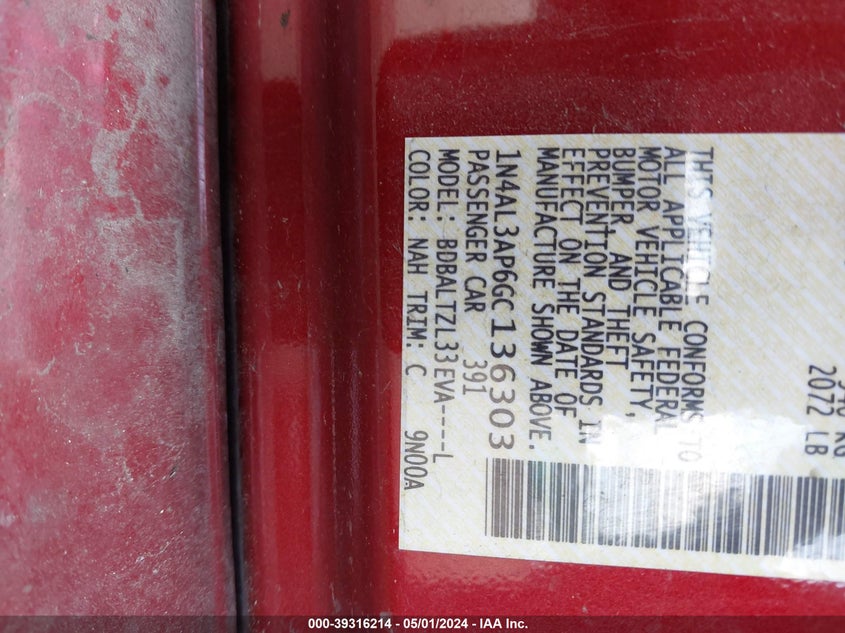 2072 LB
THIS VEHICLE CONFORMS TO
ALL APPLICABLE FEDERAL
MOTOR VEHICLE SAFETY,
BUMPER, AND THEFT
PREVENTION STANDARDS IN
EFFECT ON THE DATE OF
MANUFACTURE SHOWN ABOVE.
1N4AL3AP6GC136303
PASSENGER CAR 391
MODEL: BDBALTZL33EVA----L
COLOR: NAH TRIM: C 9N00A
000-39316214 - 05/01/2024 - IAA Inc.